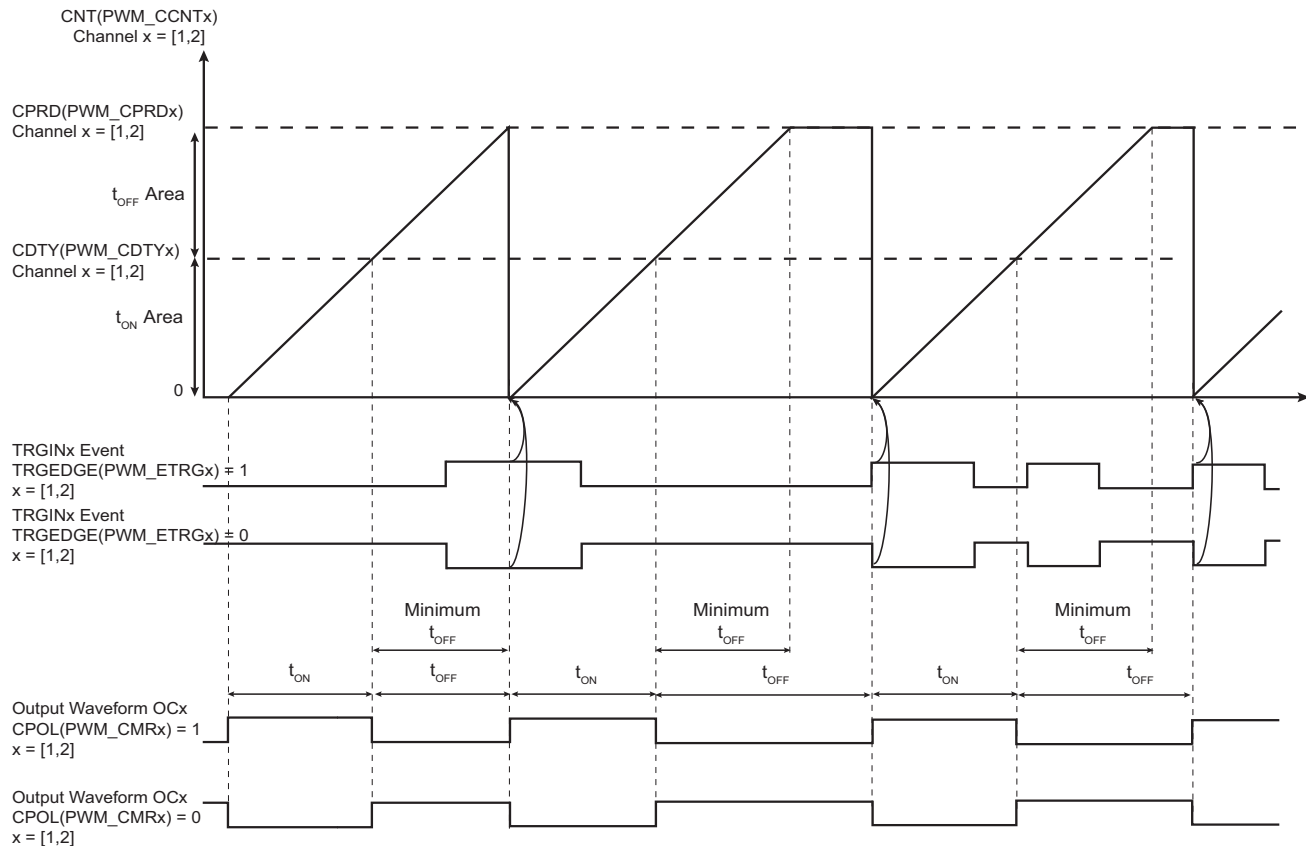 CNT(PWM_CCNTx)
Channel x = [1,2]
CPRD(PWM_CPRDx)
Channel x = [1,2]
tOFF Area
CDTY(PWM_CDTYx)
Channel x = [1,2]
tON Area
0
TRGINx Event
TRGEDGE(PWM_ETRGx) = 1
x = [1,2]
TRGINx Event
TRGEDGE(PWM_ETRGx) = 0
x = [1,2]
Minimum
tOFF
Minimum
tOFF
Minimum
tOFF
tON
tOFF
tON
tOFF
tON
tOFF
Output Waveform OCx
CPOL(PWM_CMRx) = 1
x = [1,2]
Output Waveform OCx
CPOL(PWM_CMRx) = 0
x = [1,2]